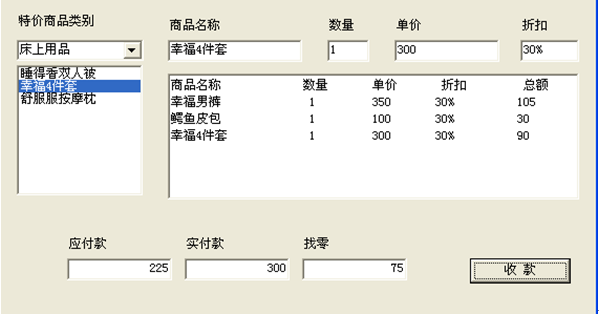 特价商品类别
商品名称 数量 单价 折扣
床上用品
幸福4件套 1 300 30%
睡得香双人被
幸福4件套
舒服服按摩枕
商品名称 数量 单价 折扣 总额
幸福男裤 1 350 30% 105
鳄鱼皮包 1 100 30% 30
幸福4件套 1 300 30% 90
应付款 实付款 找零
225 300 75
收 款